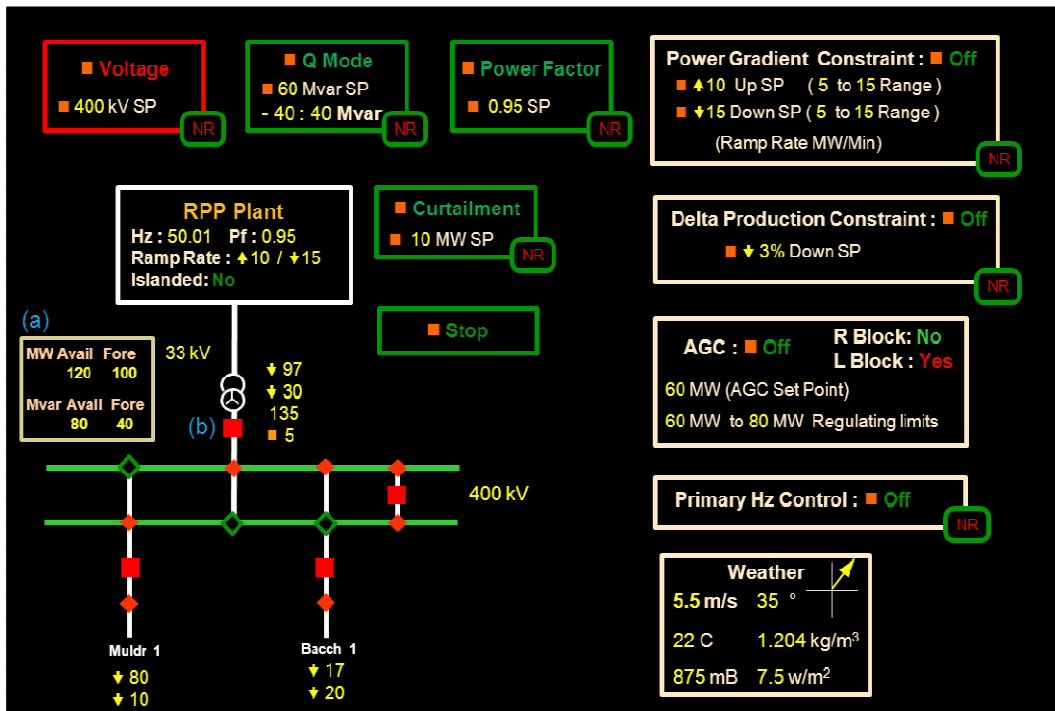 Voltage
400 kV SP
NR
Q Mode
60 Mvar SP
- 40 : 40 Mvar
NR
Power Factor
0.95 SP
NR
Power Gradient Constraint : Off
10 Up SP ( 5 to 15 Range )
15 Down SP ( 5 to 15 Range )
(Ramp Rate MW/Min)
NR
RPP Plant
Hz : 50.01 Pf : 0.95
Ramp Rate : 10 / 15
Islanded: No
Curtailment
10 MW SP
NR
Delta Production Constraint : Off
3% Down SP
NR
Stop
(a)
MW Avail Fore
120 100
Mvar Avail Fore
80 40
33 kV
97
30
135
5
(b)
AGC : Off
R Block: No
L Block : Yes
60 MW (AGC Set Point)
60 MW to 80 MW Regulating limits
400 kV
Primary Hz Control : Off
NR
Weather
5.5 m/s 35 °
22 C 1.204 kg/m³
875 mB 7.5 w/m²
Muldr 1
80
10
Bacch 1
17
20